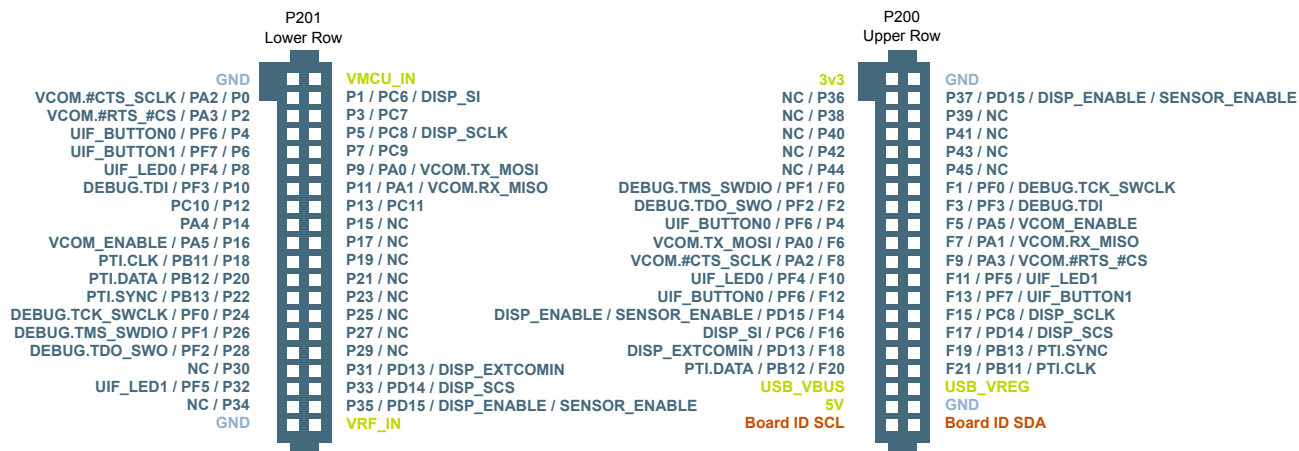 P201
Lower Row
GND
VMCU_IN
VCOM.#CTS_SCLK / PA2 / P0
P1 / PC6 / DISP_SI
VCOM.#RTS_#CS / PA3 / P2
P3 / PC7
UIF_BUTTON0 / PF6 / P4
P5 / PC8 / DISP_SCLK
UIF_BUTTON1 / PF7 / P6
P7 / PC9
UIF_LED0 / PF4 / P8
P9 / PA0 / VCOM.TX_MOSI
DEBUG.TDI / PF3 / P10
P11 / PA1 / VCOM.RX_MISO
PC10 / P12
P13 / PC11
PA4 / P14
P15 / NC
VCOM_ENABLE / PA5 / P16
P17 / NC
PTI.CLK / PB11 / P18
P19 / NC
PTI.DATA / PB12 / P20
P21 / NC
PTI.SYNC / PB13 / P22
P23 / NC
DEBUG.TCK_SWCLK / PF0 / P24
P25 / NC
DEBUG.TMS_SWDIO / PF1 / P26
P27 / NC
DEBUG.TDO_SWO / PF2 / P28
P29 / NC
NC / P30
P31 / PD13 / DISP_EXTCOMIN
UIF_LED1 / PF5 / P32
P33 / PD14 / DISP_SCS
NC / P34
P35 / PD15 / DISP_ENABLE / SENSOR_ENABLE
GND
VRF_IN
P200
Upper Row
3v3
GND
NC / P36
P37 / PD15 / DISP_ENABLE / SENSOR_ENABLE
NC / P38
P39 / NC
NC / P40
P41 / NC
NC / P42
P43 / NC
NC / P44
P45 / NC
DEBUG.TMS_SWDIO / PF1 / F0
F1 / PF0 / DEBUG.TCK_SWCLK
DEBUG.TDO_SWO / PF2 / F2
F3 / PF3 / DEBUG.TDI
UIF_BUTTON0 / PF6 / P4
F5 / PA5 / VCOM_ENABLE
VCOM.TX_MOSI / PA0 / F6
F7 / PA1 / VCOM.RX_MISO
VCOM.#CTS_SCLK / PA2 / F8
F9 / PA3 / VCOM.#RTS_#CS
UIF_LED0 / PF4 / F10
F11 / PF5 / UIF_LED1
UIF_BUTTON0 / PF6 / F12
F13 / PF7 / UIF_BUTTON1
DISP_ENABLE / SENSOR_ENABLE / PD15 / F14
F15 / PC8 / DISP_SCLK
DISP_SI / PC6 / F16
F17 / PD14 / DISP_SCS
DISP_EXTCOMIN / PD13 / F18
F19 / PB13 / PTI.SYNC
PTI.DATA / PB12 / F20
F21 / PB11 / PTI.CLK
USB_VBUS
USB_VREG
5V
GND
Board ID SCL
Board ID SDA